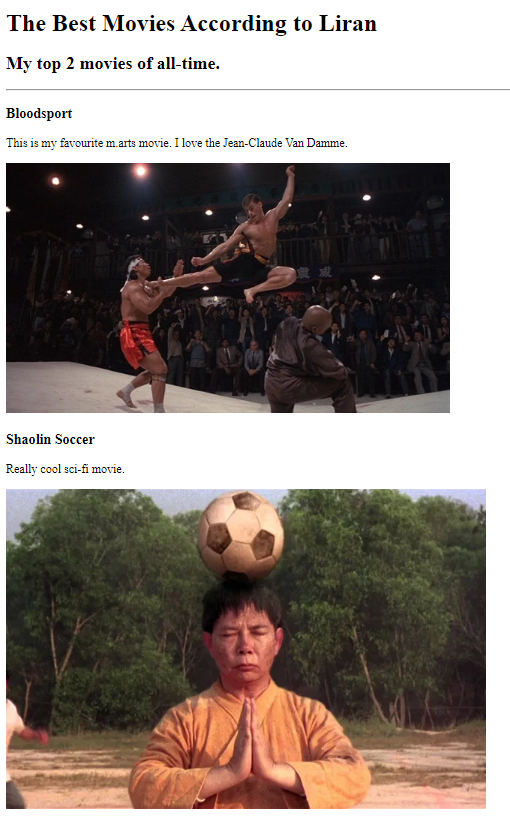 The Best Movies According to Liran
My top 2 movies of all-time.
Bloodsport
This is my favourite m.arts movie. I love the Jean-Claude Van Damme.
Shaolin Soccer
Really cool sci-fi movie.